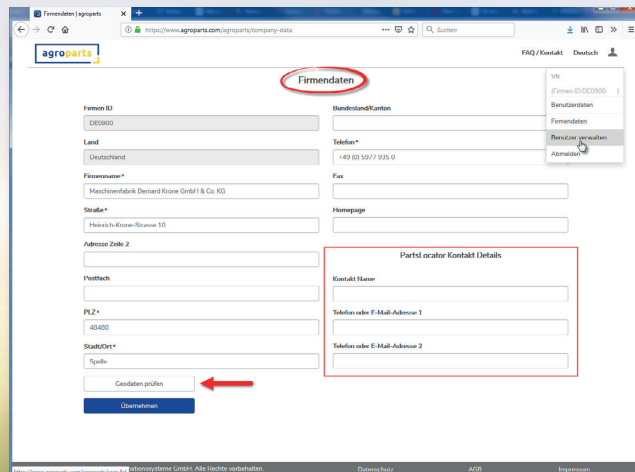 Firmendaten | agroparts
https://www.agroparts.com/agroparts/company-data
Suchen
agroparts
FAQ / Kontakt
Deutsch
Firmendaten
(Firmen ID:DE0900 )
Benutzerdaten
Firmendaten
Benutzer verwalten
Abmelden
Firmen ID
DE0900
Bundesland/Kanton
Land
Deutschland
Telefon*
+49 (0) 5977 935 0
Firmenname*
Maschinenfabrik Bernard Krone GmbH & Co. KG
Fax
Straße*
Heinrich-Krone-Strasse 10
Homepage
Adresse Zeile 2
PartsLocator Kontakt Details
Postfach
Kontakt Name
PLZ*
48480
Telefon oder E-Mail-Adresse 1
Stadt/Ort*
Spelle
Telefon oder E-Mail-Adresse 2
Geodaten prüfen
Übernehmen
GmbH. Alle Rechte vorbehalten.
Datenschutz
AGB
Impressum